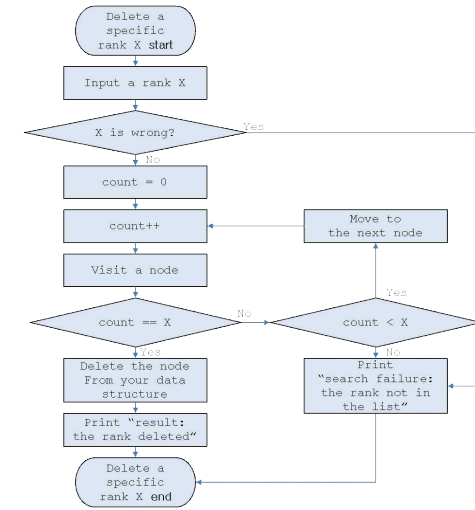 Delete a
specific
rank X start
Input a rank X
X is wrong?
Yes
No
count = 0
count++
Move to
the next node
Visit a node
Yes
count == X
No
count < X
Yes
No
Delete the node
From your data
structure
Print
"search failure:
the rank not in
the list"
Print "result:
the rank deleted"
Delete a
specific
rank X end